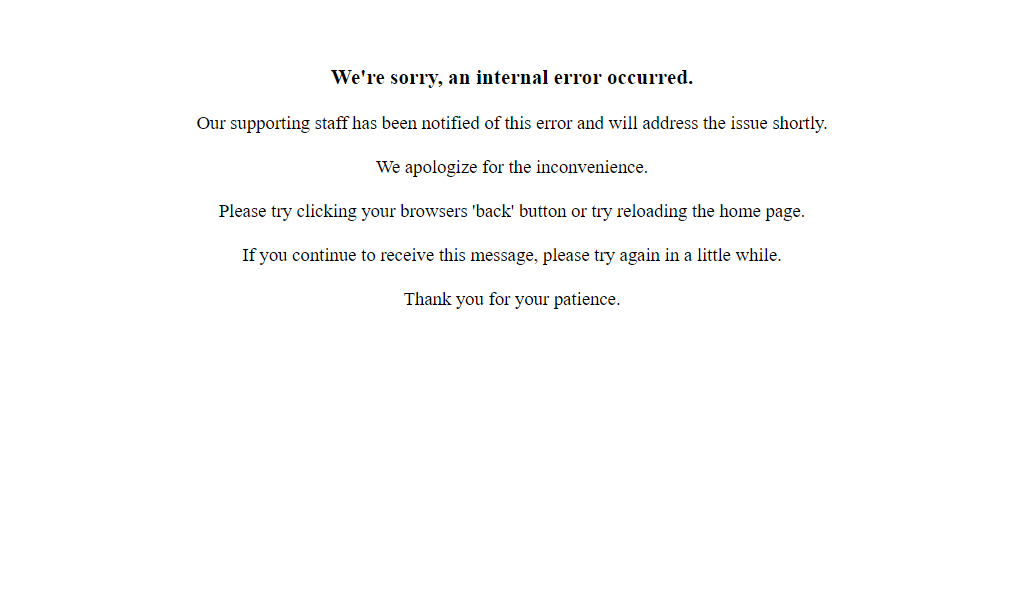 We're sorry, an internal error occurred.
Our supporting staff has been notified of this error and will address the issue shortly.
We apologize for the inconvenience.
Please try clicking your browsers 'back' button or try reloading the home page.
If you continue to receive this message, please try again in a little while.
Thank you for your patience.